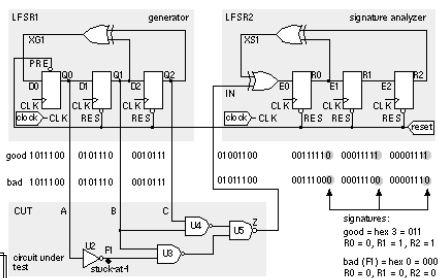 LFSR1 generator LFSR2 signature analyzer
XG1 XS1
PRE
D0 Q0 D1 Q1 D2 Q2 IN E0 R0 E1 R1 E2 R2
CLK CLK CLK CLK CLK CLK
clock CLK RES RES clock CLK RES RES
reset
good 1011100 0101110 0010111 01001100 00111110 00011111 00001111
bad 1011100 0101110 0010111 01011100 00111000 00011100 00001110
CUT A B C Z
U4 U5
U2 F1 U3
circuit under test
stuck-at-1
signatures:
good = hex 3 = 011
R0 = 0, R1 = 1, R2 = 1
bad (F1) = hex 0 = 000
R0 = 0, R1 = 0, R2 = 0